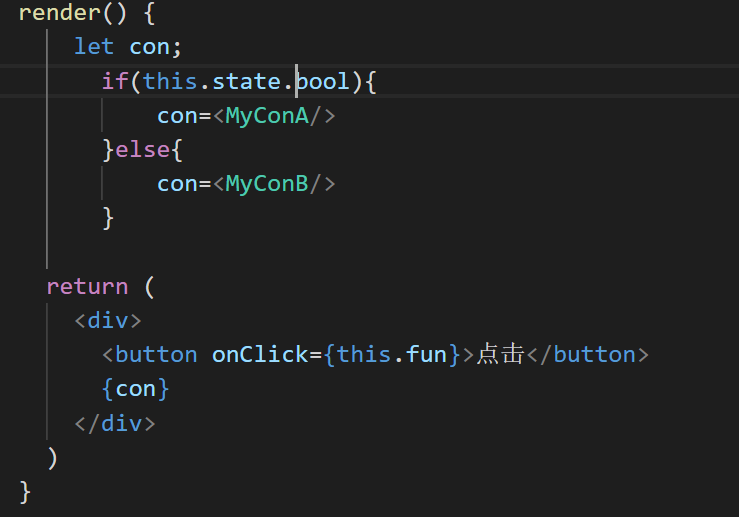 render() {
let con;
if(this.state.bool){
con=<MyConA/>
}else{
con=<MyConB/>
}
return (
<div>
<button onClick={this.fun}>点击</button>
{con}
</div>
)
}